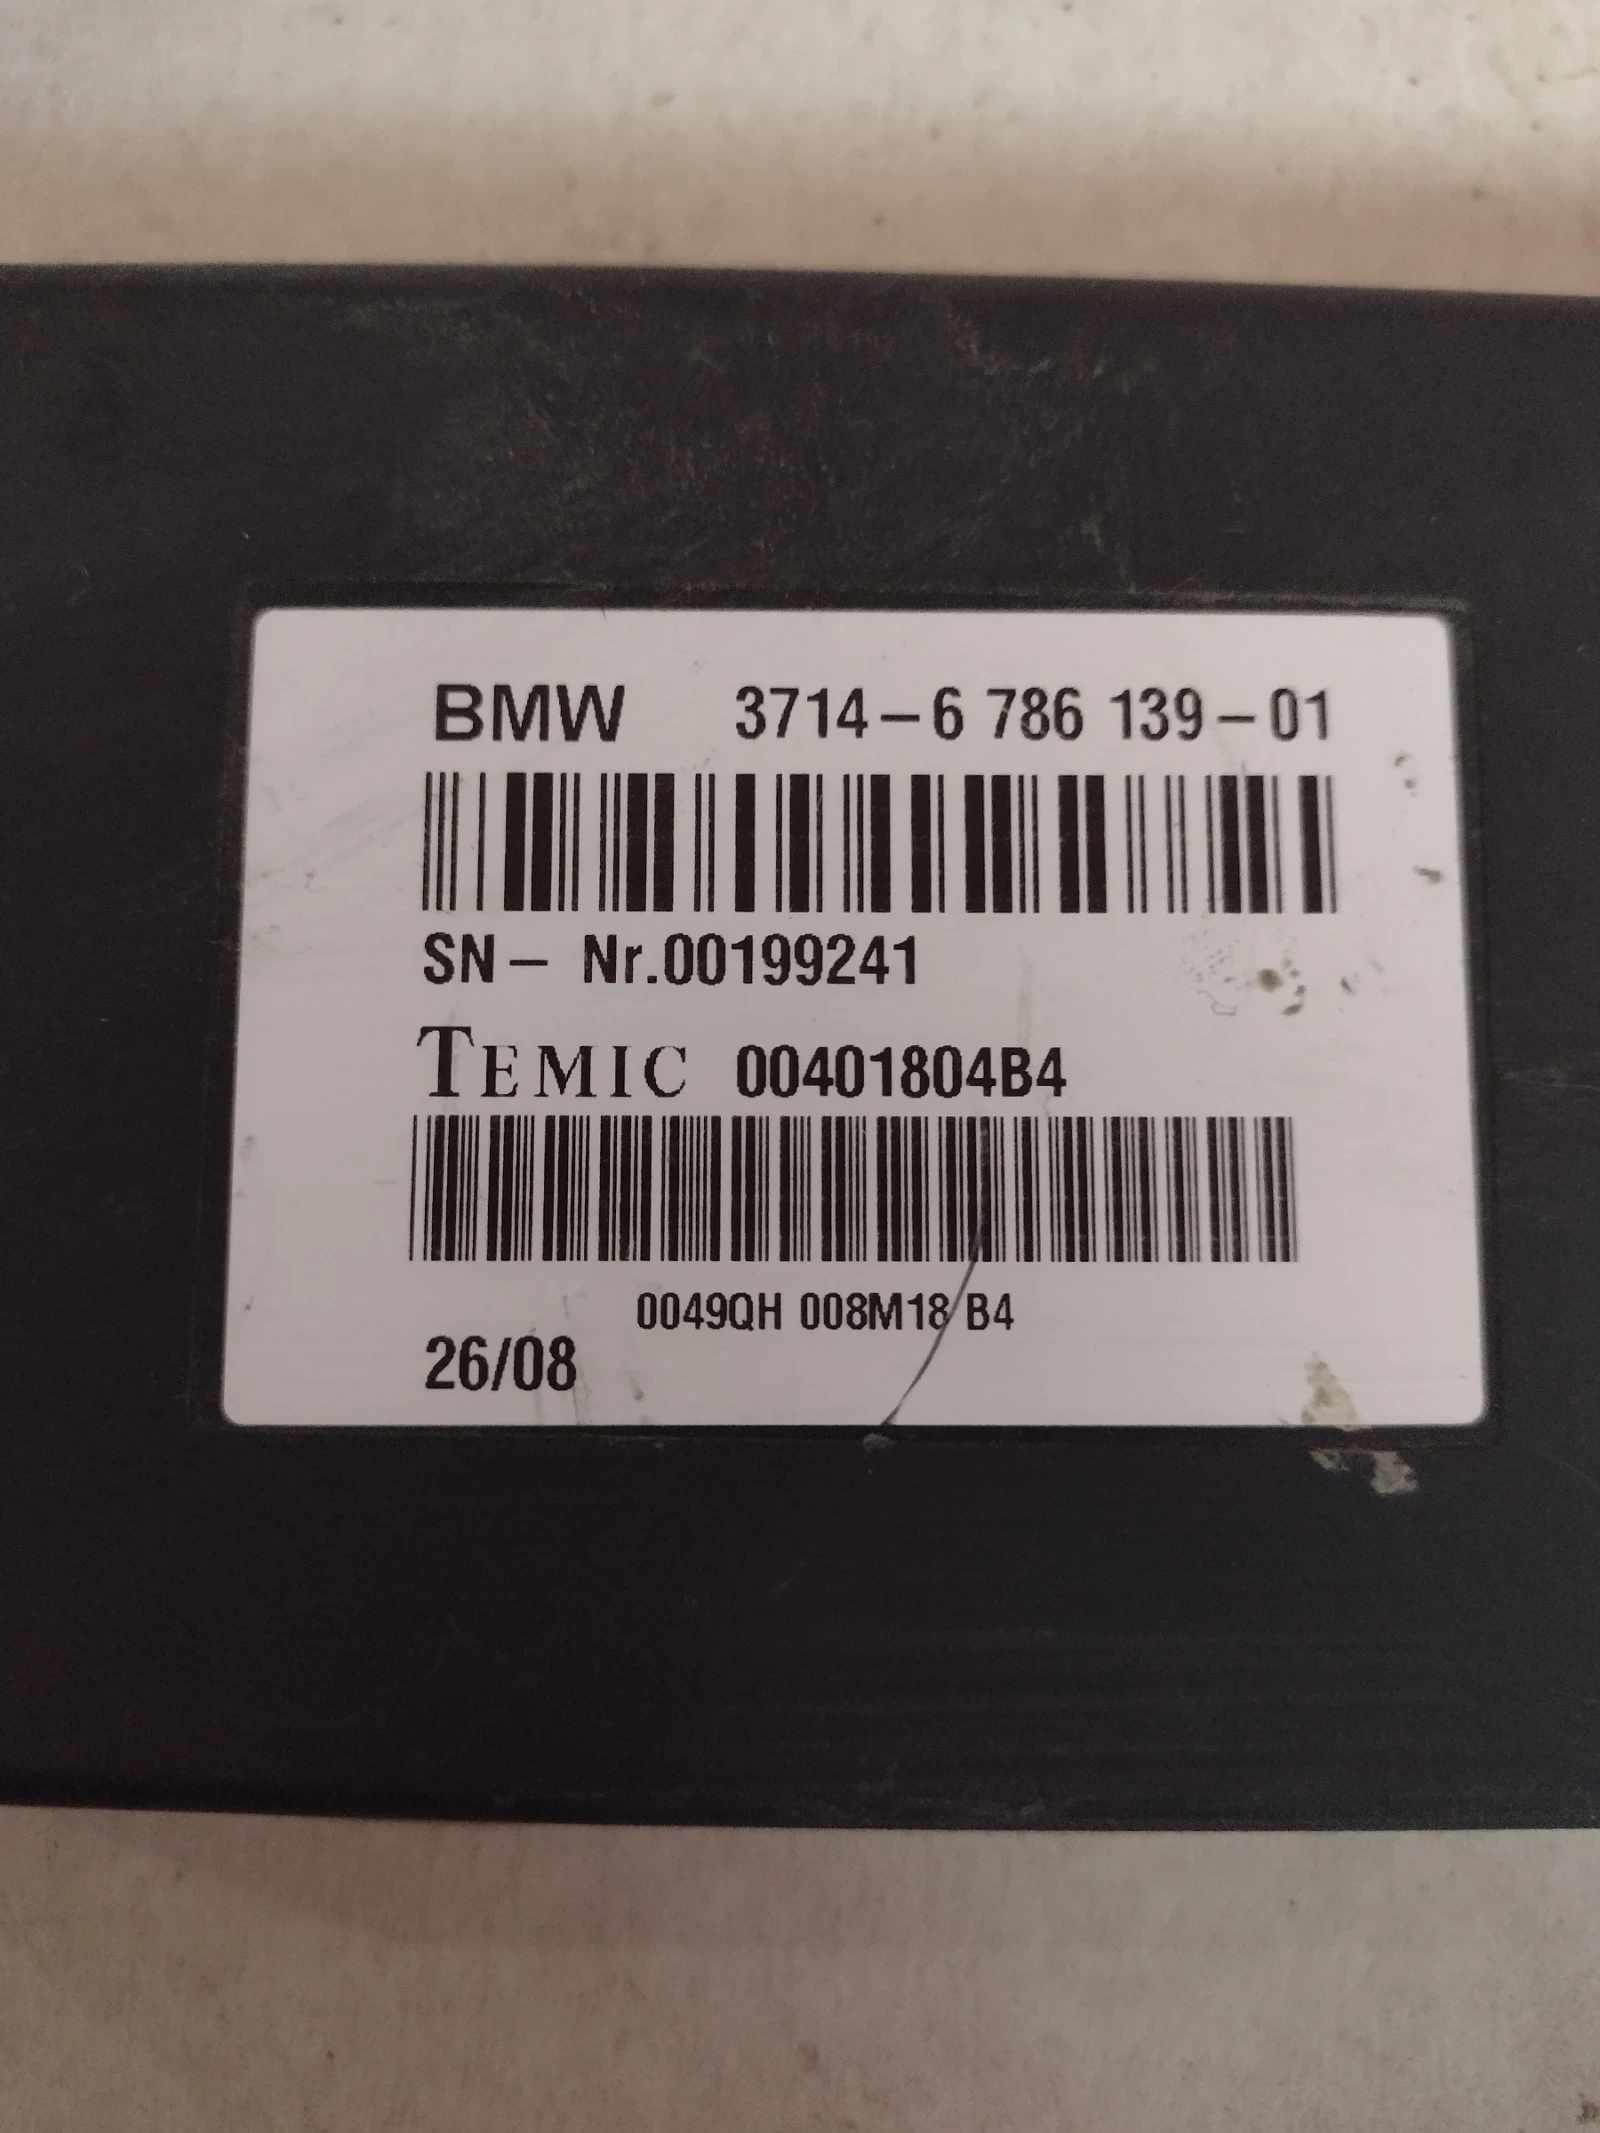 BMW 3714-6 786 139-01
SN- Nr.00199241
TEMIC 00401804B4
0049QH 008M18 B4
26/08